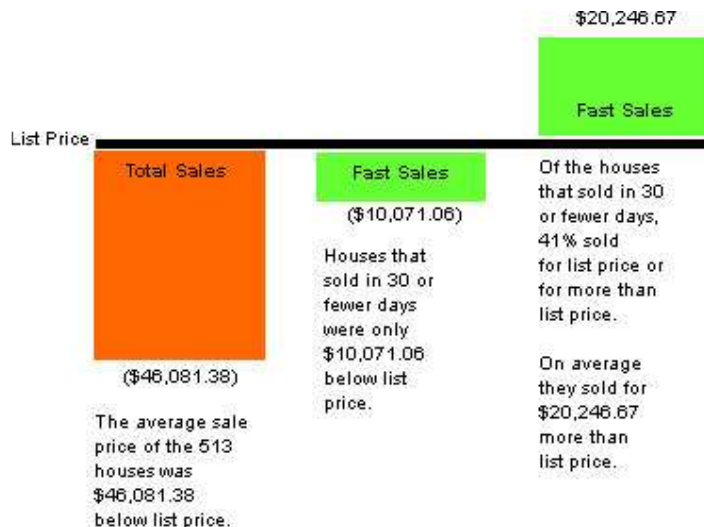 $20,246.67
Fast Sales
List Price
Total Sales
Fast Sales
($10,071.06)
Houses that
sold in 30 or
fewer days
were only
$10,071.06
below list
price.
Of the houses
that sold in 30
or fewer days,
41% sold
for list price or
for more than
list price.
On average
they sold for
$20,246.67
more than
list price.
($46,081.38)
The average sale
price of the 513
houses was
$46,081.38
below list price.